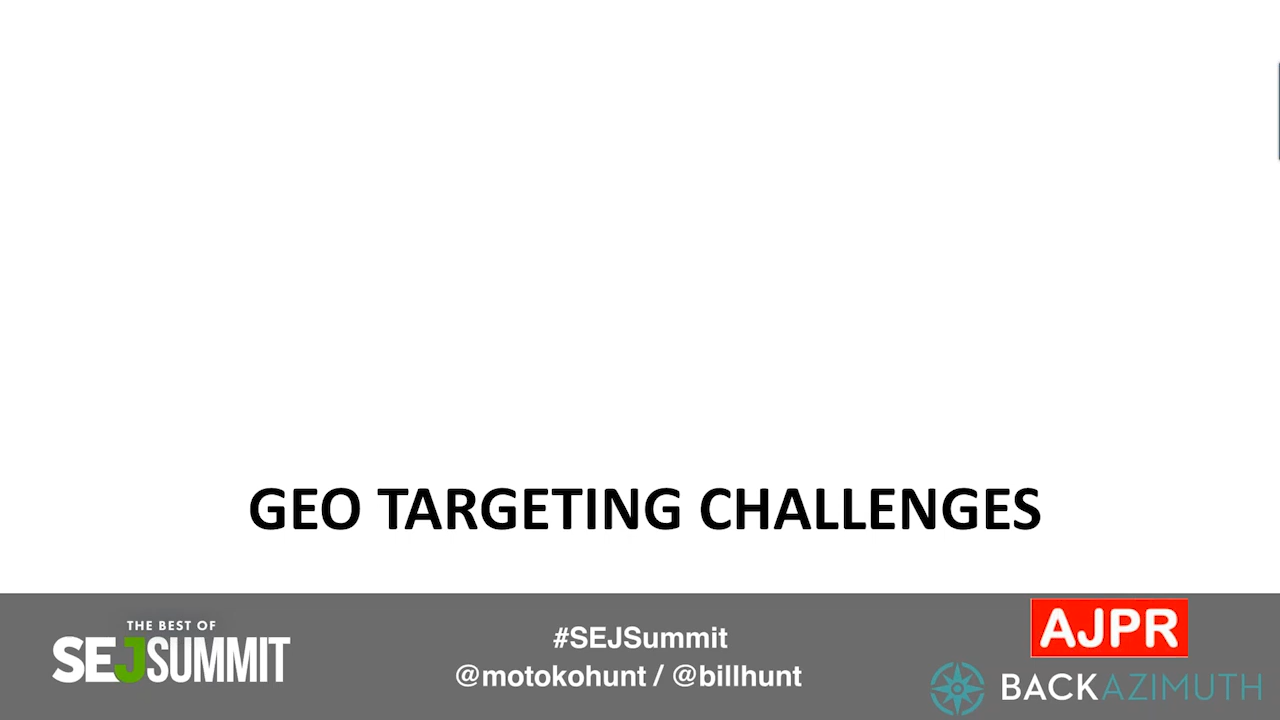 GEO TARGETING CHALLENGES
THE BEST OF
SEJSUMMIT
#SEJSummit
@motokohunt / @billhunt
AJPR
BACKAZIMUTH